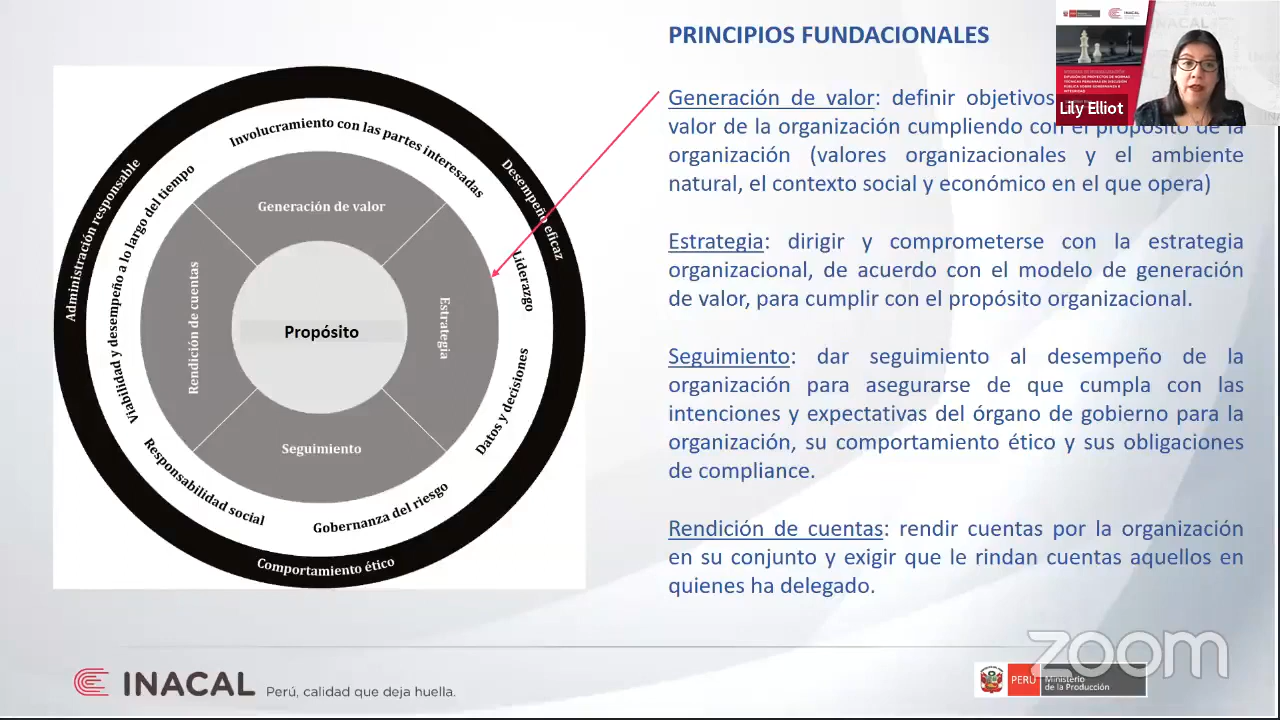 PRINCIPIOS FUNDACIONALES
Generación de valor: definir objetivos
valor de la organización cumpliendo con el propósito de la
organización (valores organizacionales y el ambiente
natural, el contexto social y económico en el que opera)
Estrategia: dirigir y comprometerse con la estrategia
organizacional, de acuerdo con el modelo de generación
de valor, para cumplir con el propósito organizacional.
Seguimiento: dar seguimiento al desempeño de la
organización para asegurarse de que cumpla con las
intenciones y expectativas del órgano de gobierno para la
organización, su comportamiento ético y sus obligaciones
de compliance.
Rendición de cuentas: rendir cuentas por la organización
en su conjunto y exigir que le rindan cuentas aquellos en
quienes ha delegado.
Administración responsable
Desempeño eficaz
Comportamiento ético
Involucramiento con las partes interesadas
Liderazgo
Datos y decisiones
Gobernanza del riesgo
Responsabilidad social
Viabilidad y desempeño a lo largo del tiempo
Generación de valor
Estrategia
Seguimiento
Rendición de cuentas
Propósito
INACAL
Lily Elliot
INACAL Perú, calidad que deja huella.
PERÚ
Ministerio
de la Producción
zoom